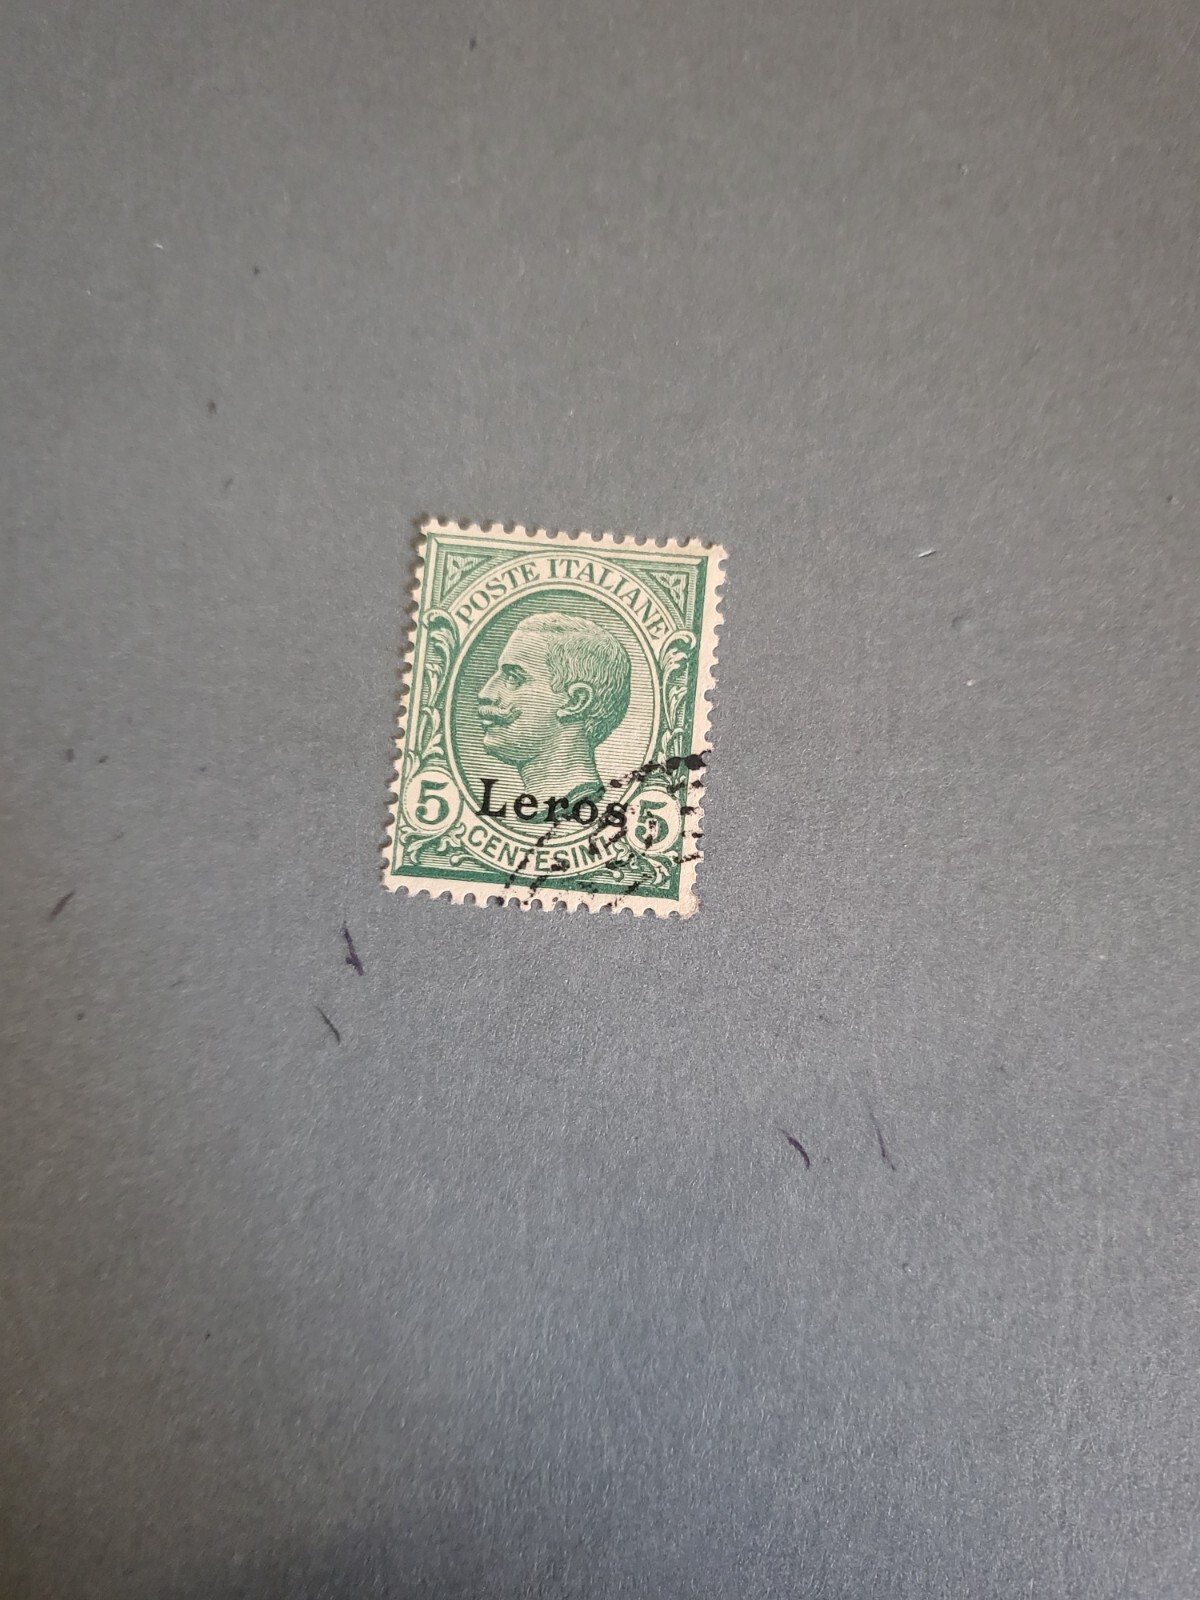 POSTE ITALIANE
Leros
5 5
CENTESIMI